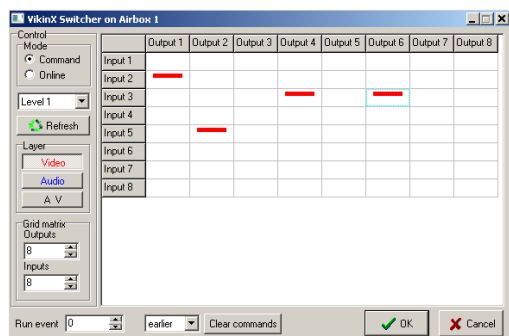 VikinX Switcher on Airbox 1
Control
Mode
Command
Online
Level 1
Refresh
Layer
Video
Audio
A V
Grid matrix
Outputs
8
Inputs
8
Output 1 Output 2 Output 3 Output 4 Output 5 Output 6 Output 7 Output 8
Input 1
Input 2
Input 3
Input 4
Input 5
Input 6
Input 7
Input 8
Run event 0 earlier Clear commands OK Cancel